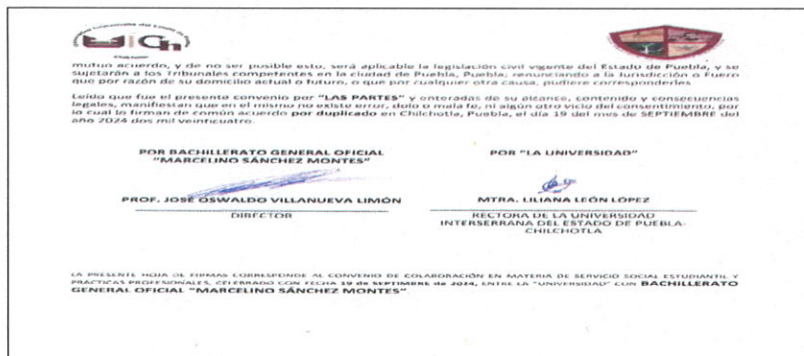 Ch
mutuo acuerdo, y de no ser posible esto, será aplicable la legislación civil vigente del Estado de Puebla, y se
sujetarán a los Tribunales competentes en la ciudad de Puebla, Puebla; renunciando a la Jurisdicción o Fuero
que por razón de su domicilio actual o futuro, o que por cualquier otra causa, pudiere corresponderles
Leído que fue el presente convenio por "LAS PARTES" y enteradas de su alcance, contenido y consecuencias
legales, manifiestan que en el mismo no existe error, dolo o mala fe, ni algún otro vicio del consentimiento, por
lo cual lo firman de común acuerdo por duplicado en Chilchotla, Puebla, el día 19 del mes de SEPTIEMBRE del
año 2024 dos mil veinticuatro.
POR BACHILLERATO GENERAL OFICIAL
"MARCELINO SÁNCHEZ MONTES"
PROF. JOSÉ OSWALDO VILLANUEVA LIMÓN
DIRECTOR
POR "LA UNIVERSIDAD"
MTRA. LILIANA LEÓN LÓPEZ
RECTORA DE LA UNIVERSIDAD
INTERSERRANA DEL ESTADO DE PUEBLA-
CHILCHOTLA
LA PRESENTE HOJA DE FIRMAS CORRESPONDE AL CONVENIO DE COLABORACIÓN EN MATERIA DE SERVICIO SOCIAL ESTUDIANTIL Y
PRÁCTICAS PROFESIONALES, CELEBRADO CON FECHA 19 de SEPTIEMBRE de 2024, ENTRE LA "UNIVERSIDAD" CON BACHILLERATO
GENERAL OFICIAL "MARCELINO SÁNCHEZ MONTES"